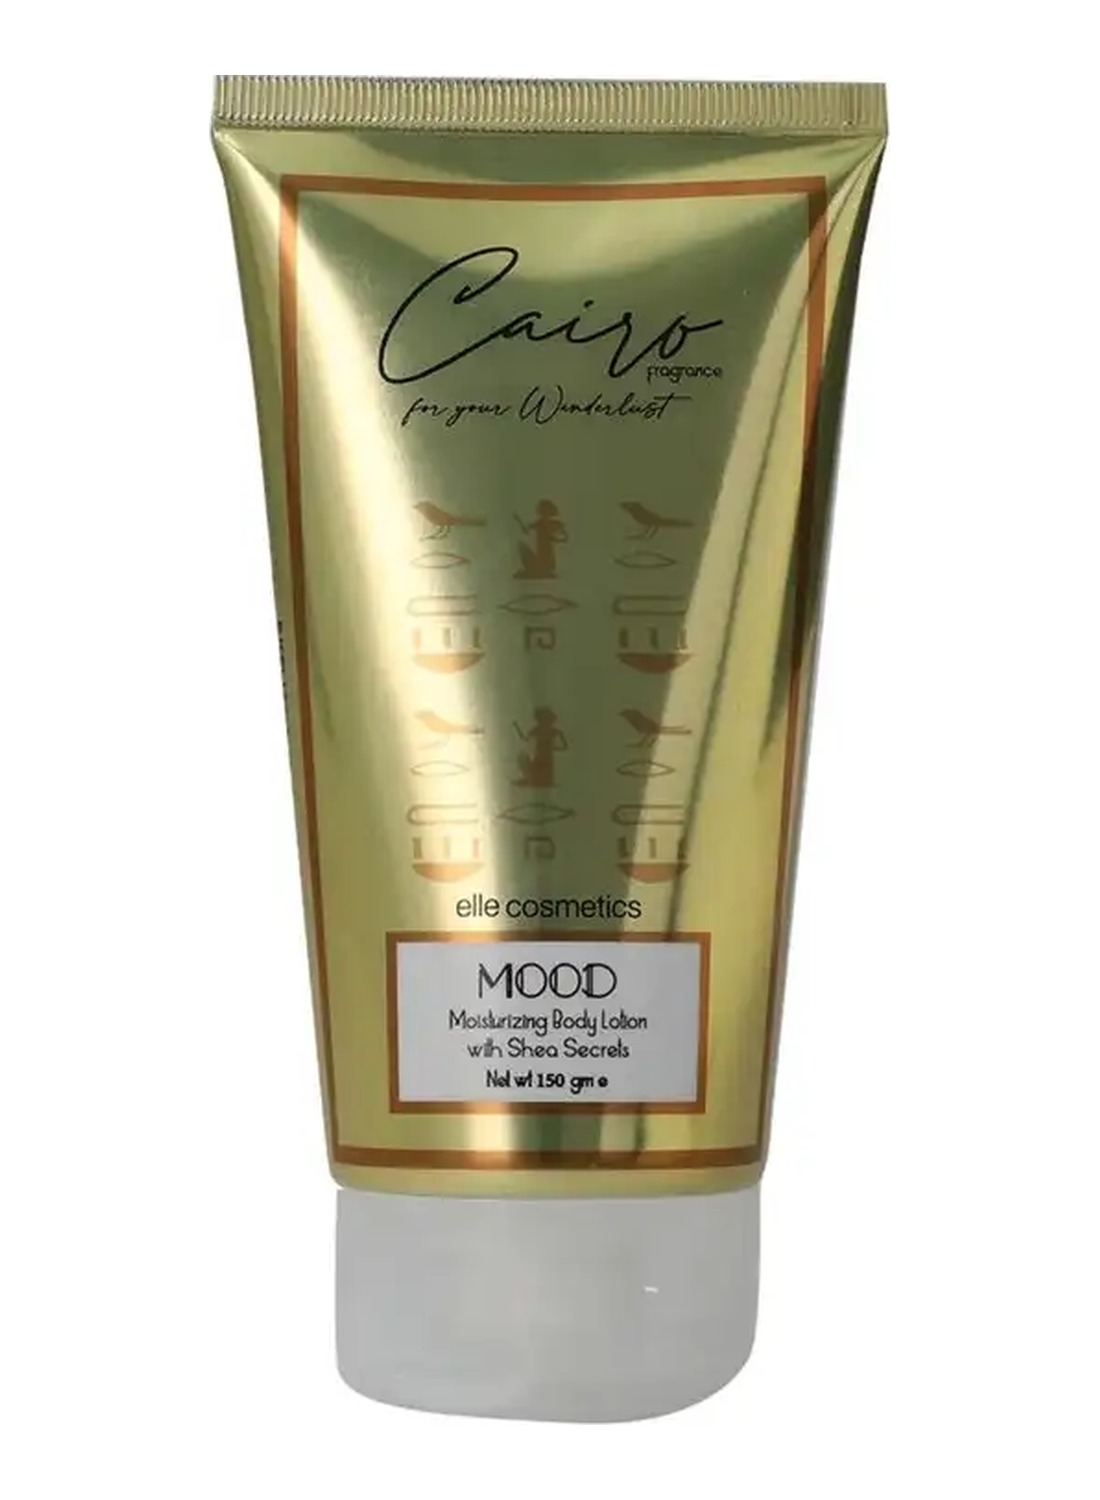 Cairo
fragrance
for your Wanderlust
elle cosmetics
MOOD
Moisturizing Body Lotion
with Shea Secrets
Net wt 150 gm e